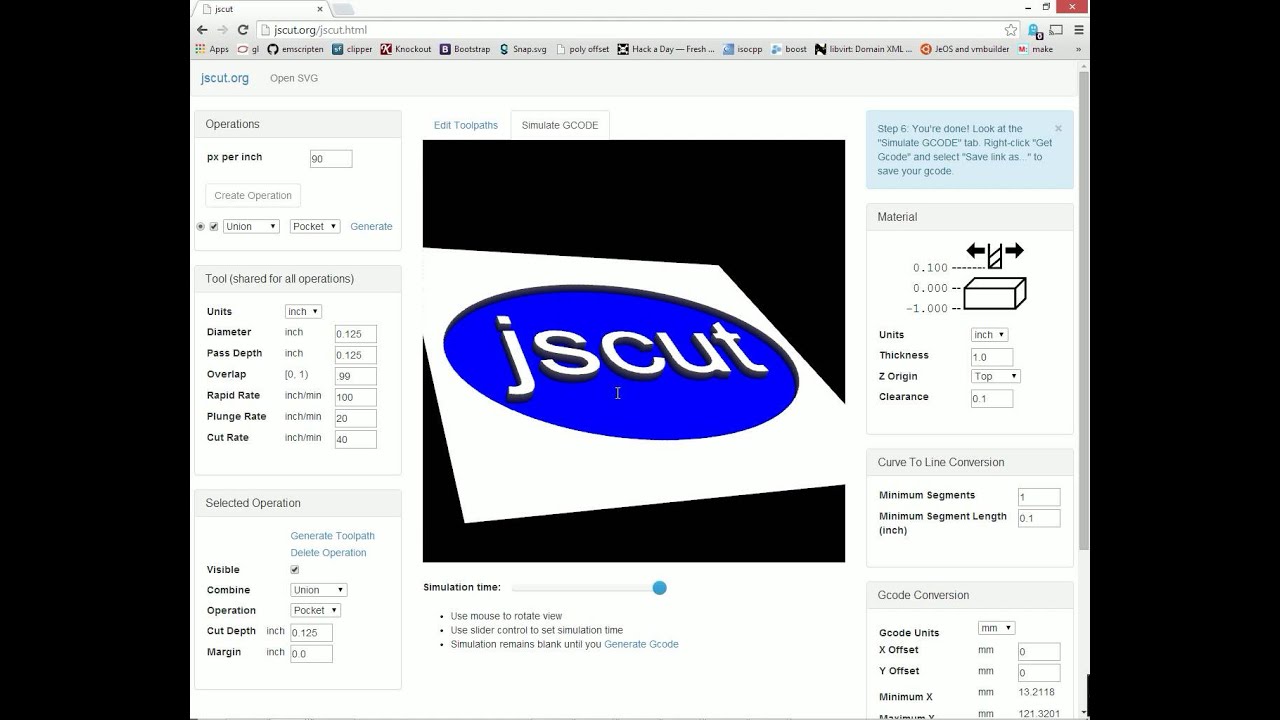 jscut
jscut.org/jscut.html
Apps gl emscripten clipper Knockout Bootstrap Snap.svg poly offset Hack a Day — Fresh ... isocpp boost libvirt: Domain XML ... JeOS and vmbuilder make
jscut.org Open SVG
Operations
px per inch 90
Create Operation
Union Pocket Generate
Tool (shared for all operations)
Units inch
Diameter inch 0.125
Pass Depth inch 0.125
Overlap [0, 1) .99
Rapid Rate inch/min 100
Plunge Rate inch/min 20
Cut Rate inch/min 40
Selected Operation
Generate Toolpath
Delete Operation
Visible
Combine Union
Operation Pocket
Cut Depth inch 0.125
Margin inch 0.0
Edit Toolpaths Simulate GCODE
jscut
Simulation time:
• Use mouse to rotate view
• Use slider control to set simulation time
• Simulation remains blank until you Generate Gcode
Step 6: You're done! Look at the ×
"Simulate GCODE" tab. Right-click "Get
Gcode" and select "Save link as..." to
save your gcode.
Material
0.100
0.000
-1.000
Units inch
Thickness 1.0
Z Origin Top
Clearance 0.1
Curve To Line Conversion
Minimum Segments 1
Minimum Segment Length 0.1
(inch)
Gcode Conversion
Gcode Units mm
X Offset mm 0
Y Offset mm 0
Minimum X mm 13.2118
Maximum X mm 121.3201